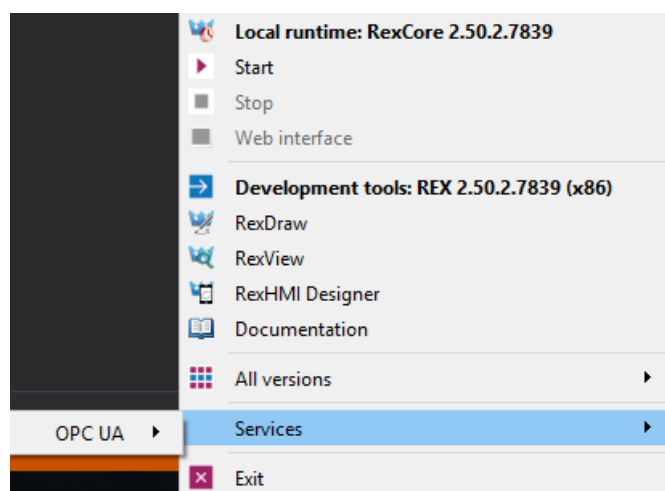 Local runtime: RexCore 2.50.2.7839
Start
Stop
Web interface
Development tools: REX 2.50.2.7839 (x86)
RexDraw
RexView
RexHMI Designer
Documentation
All versions
OPC UA
Services
Exit